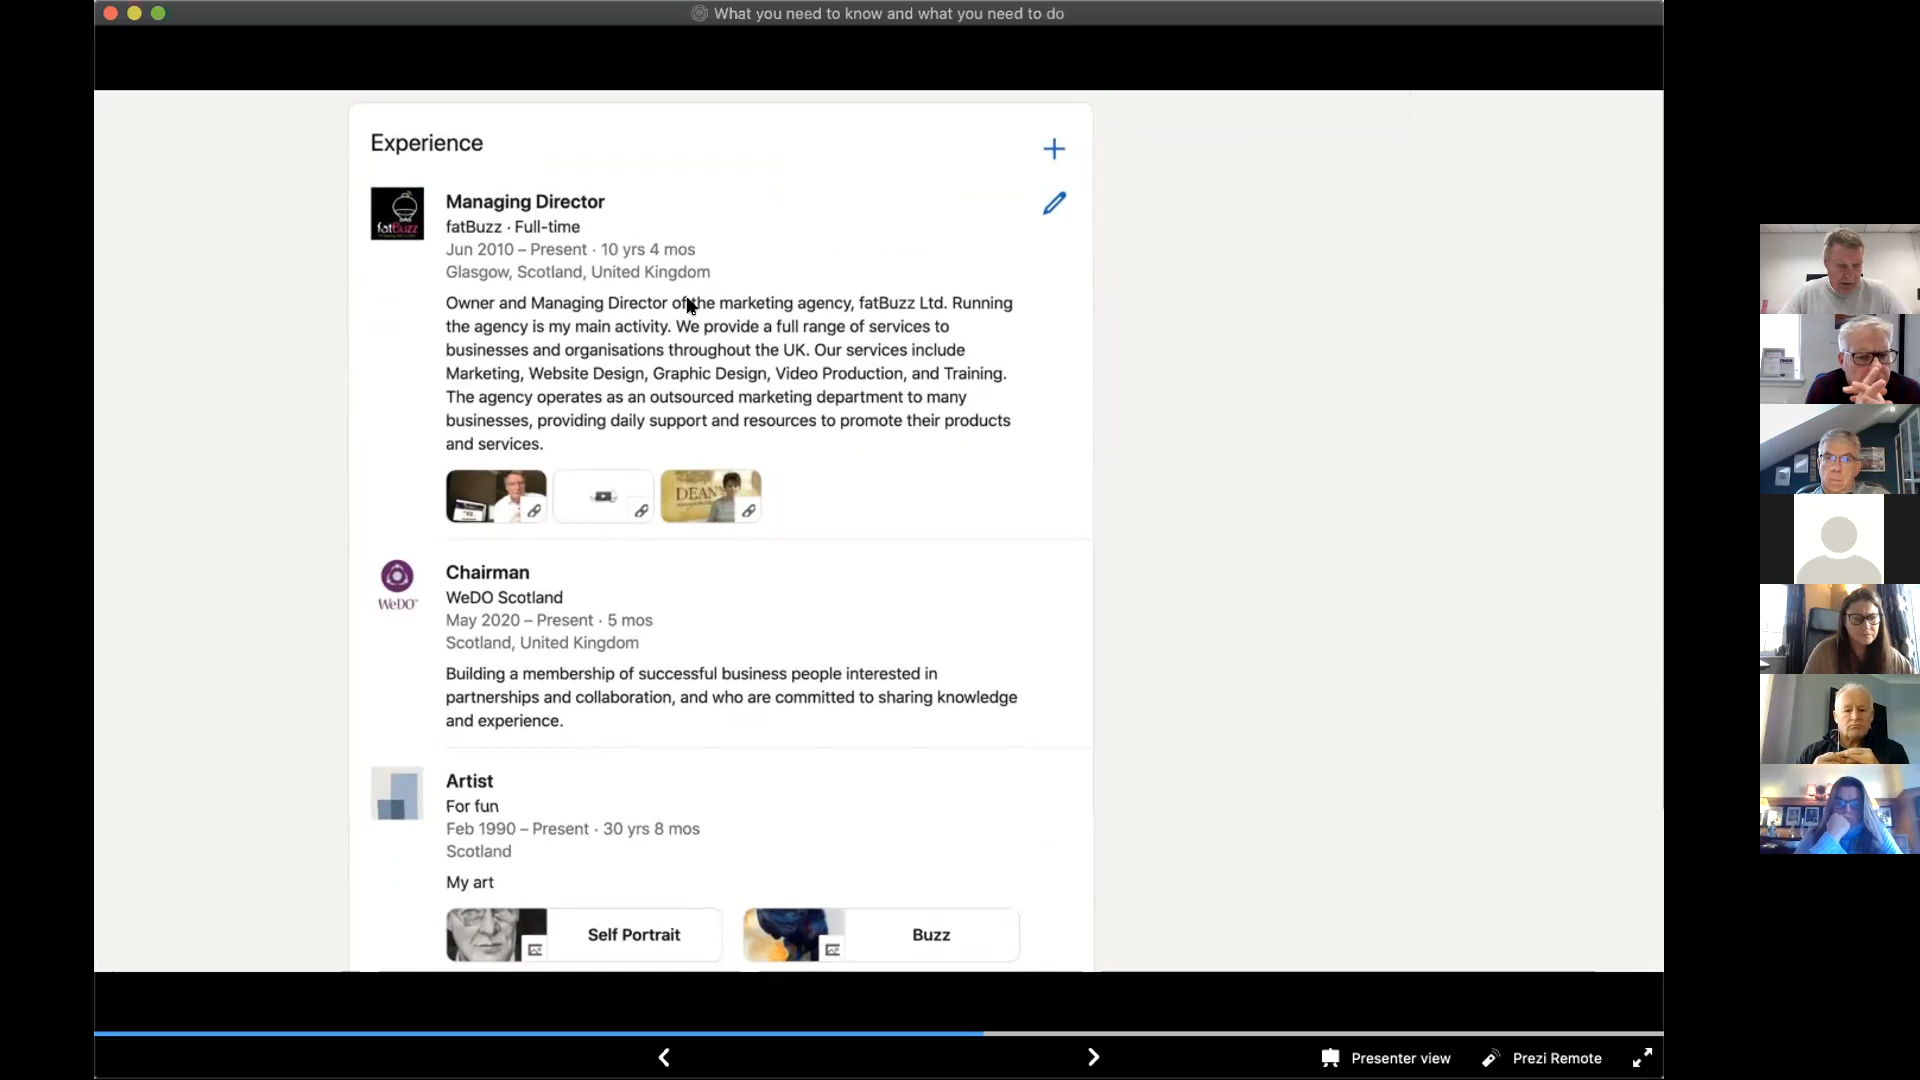 What you need to know and what you need to do
Experience
fatBuzz
Managing Director
fatBuzz · Full-time
Jun 2010 – Present · 10 yrs 4 mos
Glasgow, Scotland, United Kingdom
Owner and Managing Director of the marketing agency, fatBuzz Ltd. Running
the agency is my main activity. We provide a full range of services to
businesses and organisations throughout the UK. Our services include
Marketing, Website Design, Graphic Design, Video Production, and Training.
The agency operates as an outsourced marketing department to many
businesses, providing daily support and resources to promote their products
and services.
DEAN'S
WeDO
Chairman
WeDO Scotland
May 2020 – Present · 5 mos
Scotland, United Kingdom
Building a membership of successful business people interested in
partnerships and collaboration, and who are committed to sharing knowledge
and experience.
Artist
For fun
Feb 1990 – Present · 30 yrs 8 mos
Scotland
My art
Self Portrait
Buzz
Presenter view
Prezi Remote